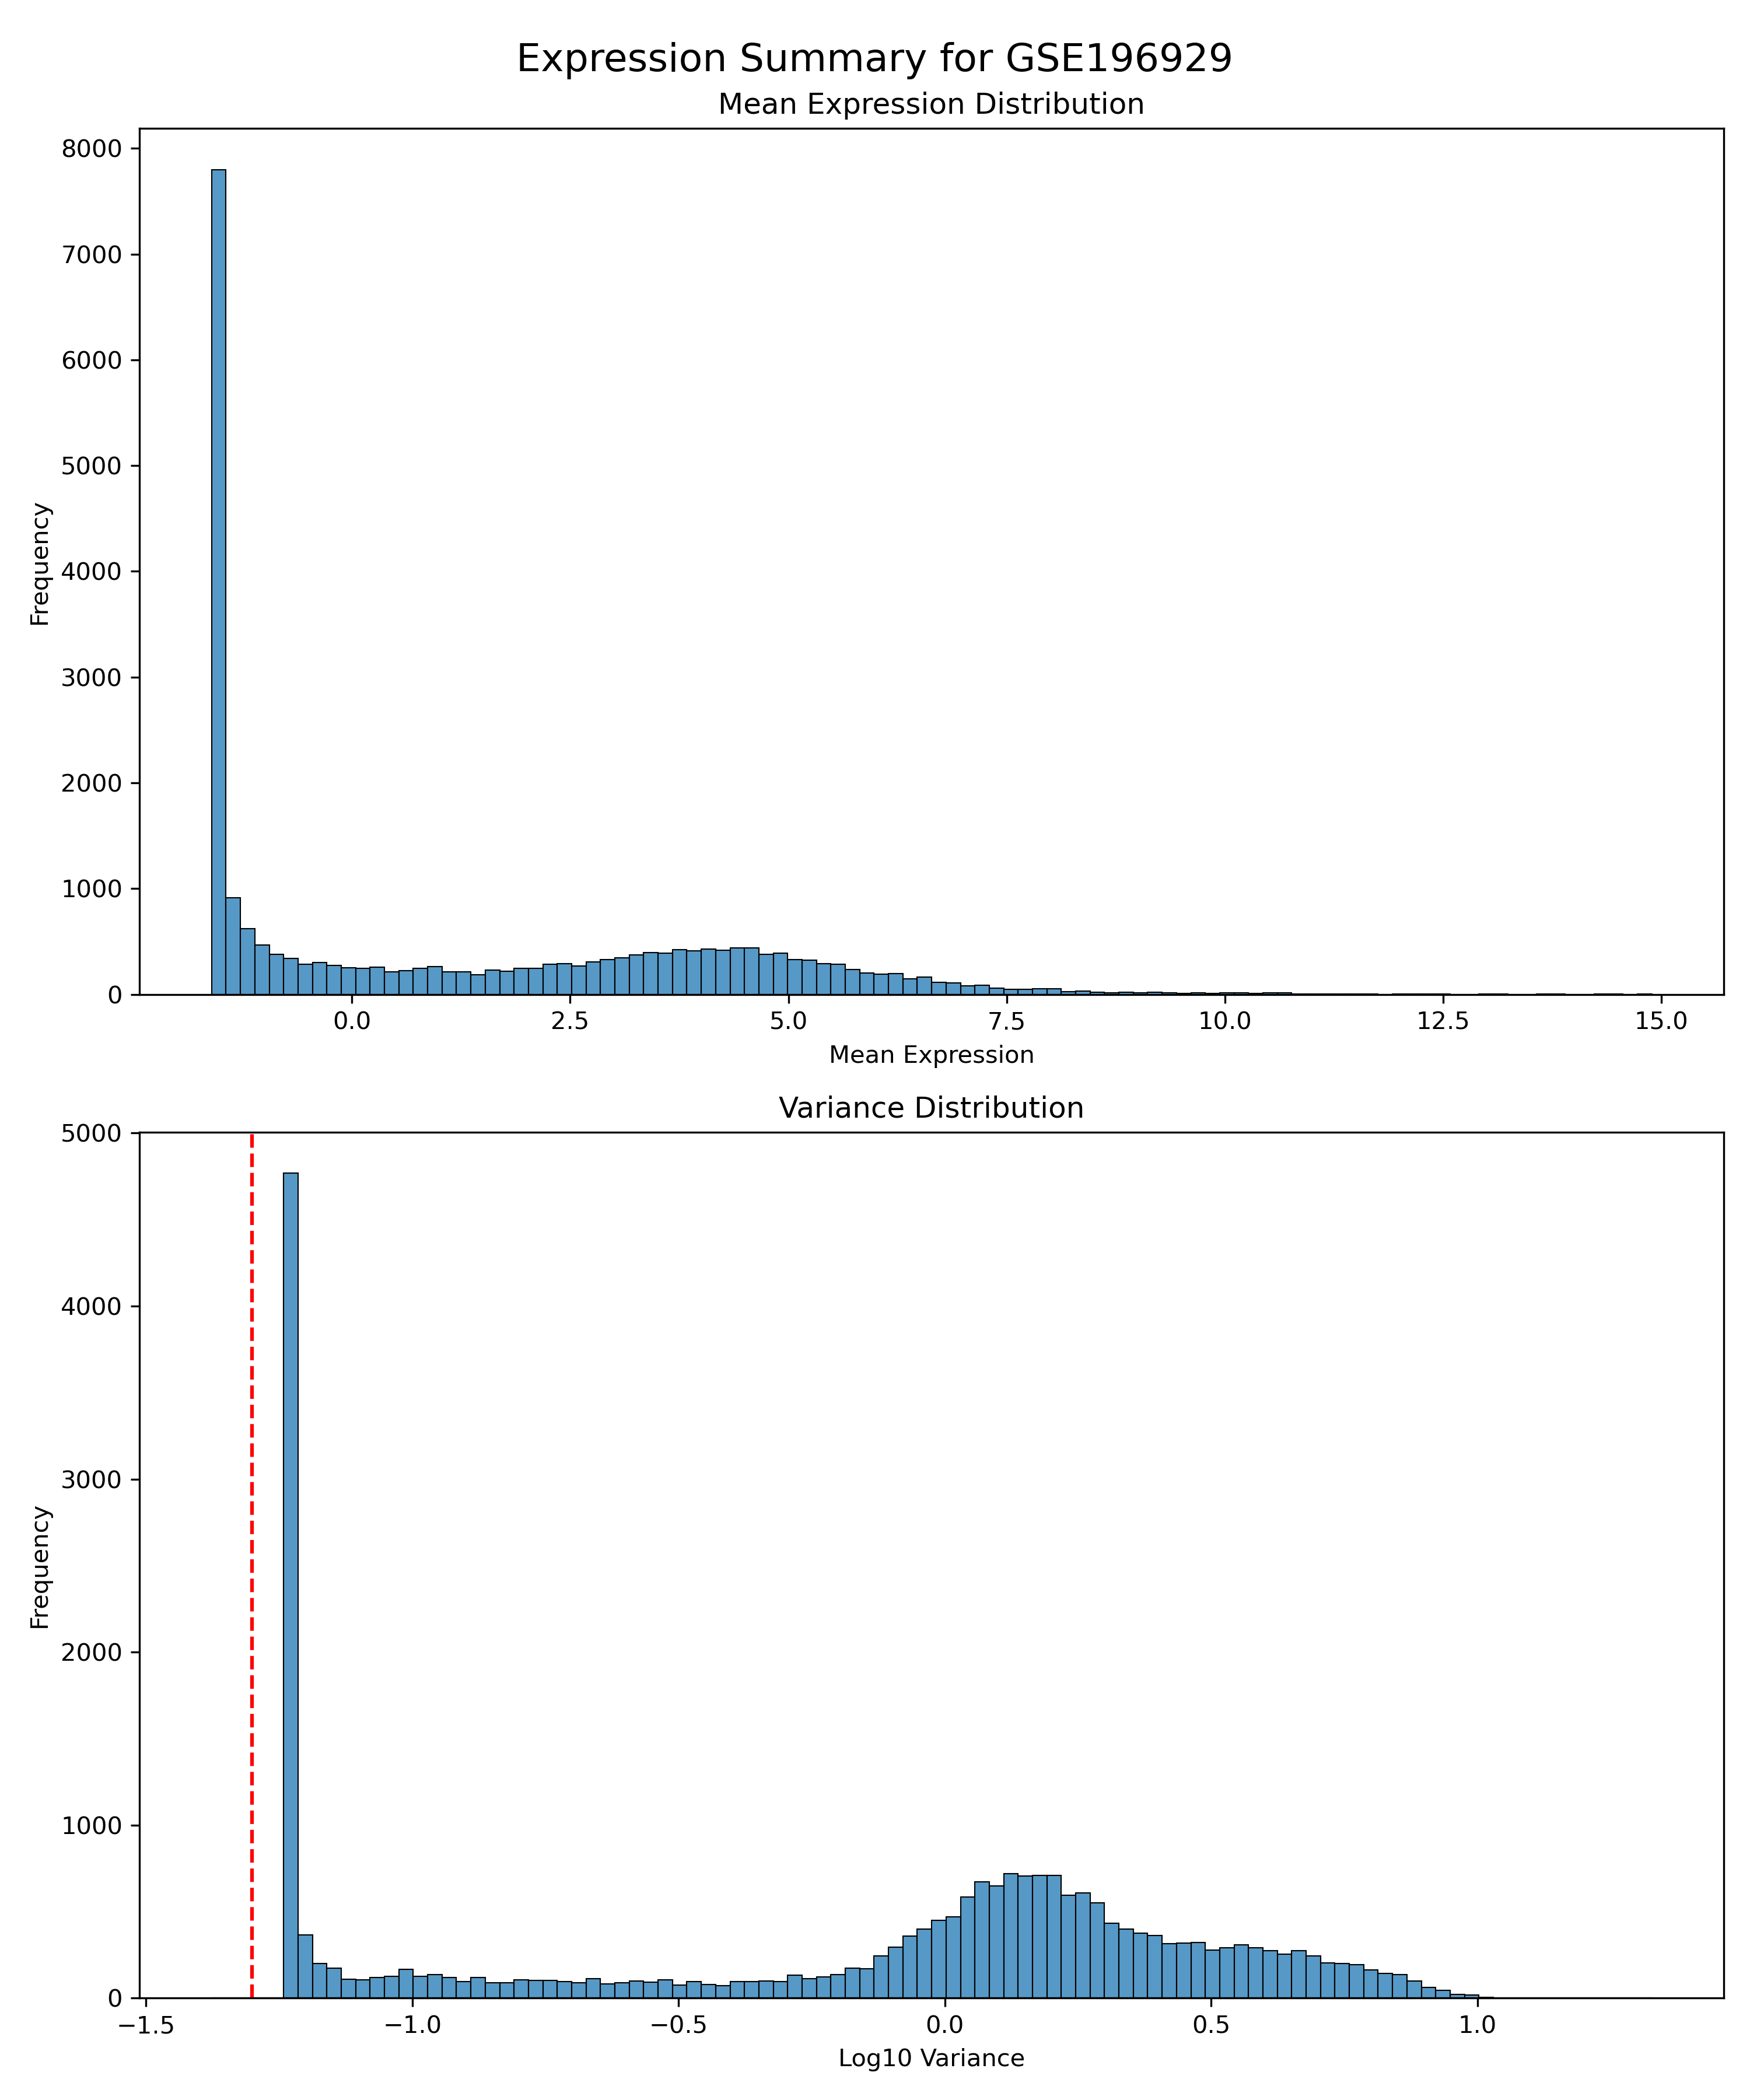 Expression Summary for GSE196929
Mean Expression Distribution
8000
7000
6000
5000
4000
3000
2000
1000
0
Frequency
0.0 2.5 5.0 7.5 10.0 12.5 15.0
Mean Expression
Variance Distribution
5000
4000
3000
2000
1000
0
Frequency
−1.5 −1.0 −0.5 0.0 0.5 1.0
Log10 Variance